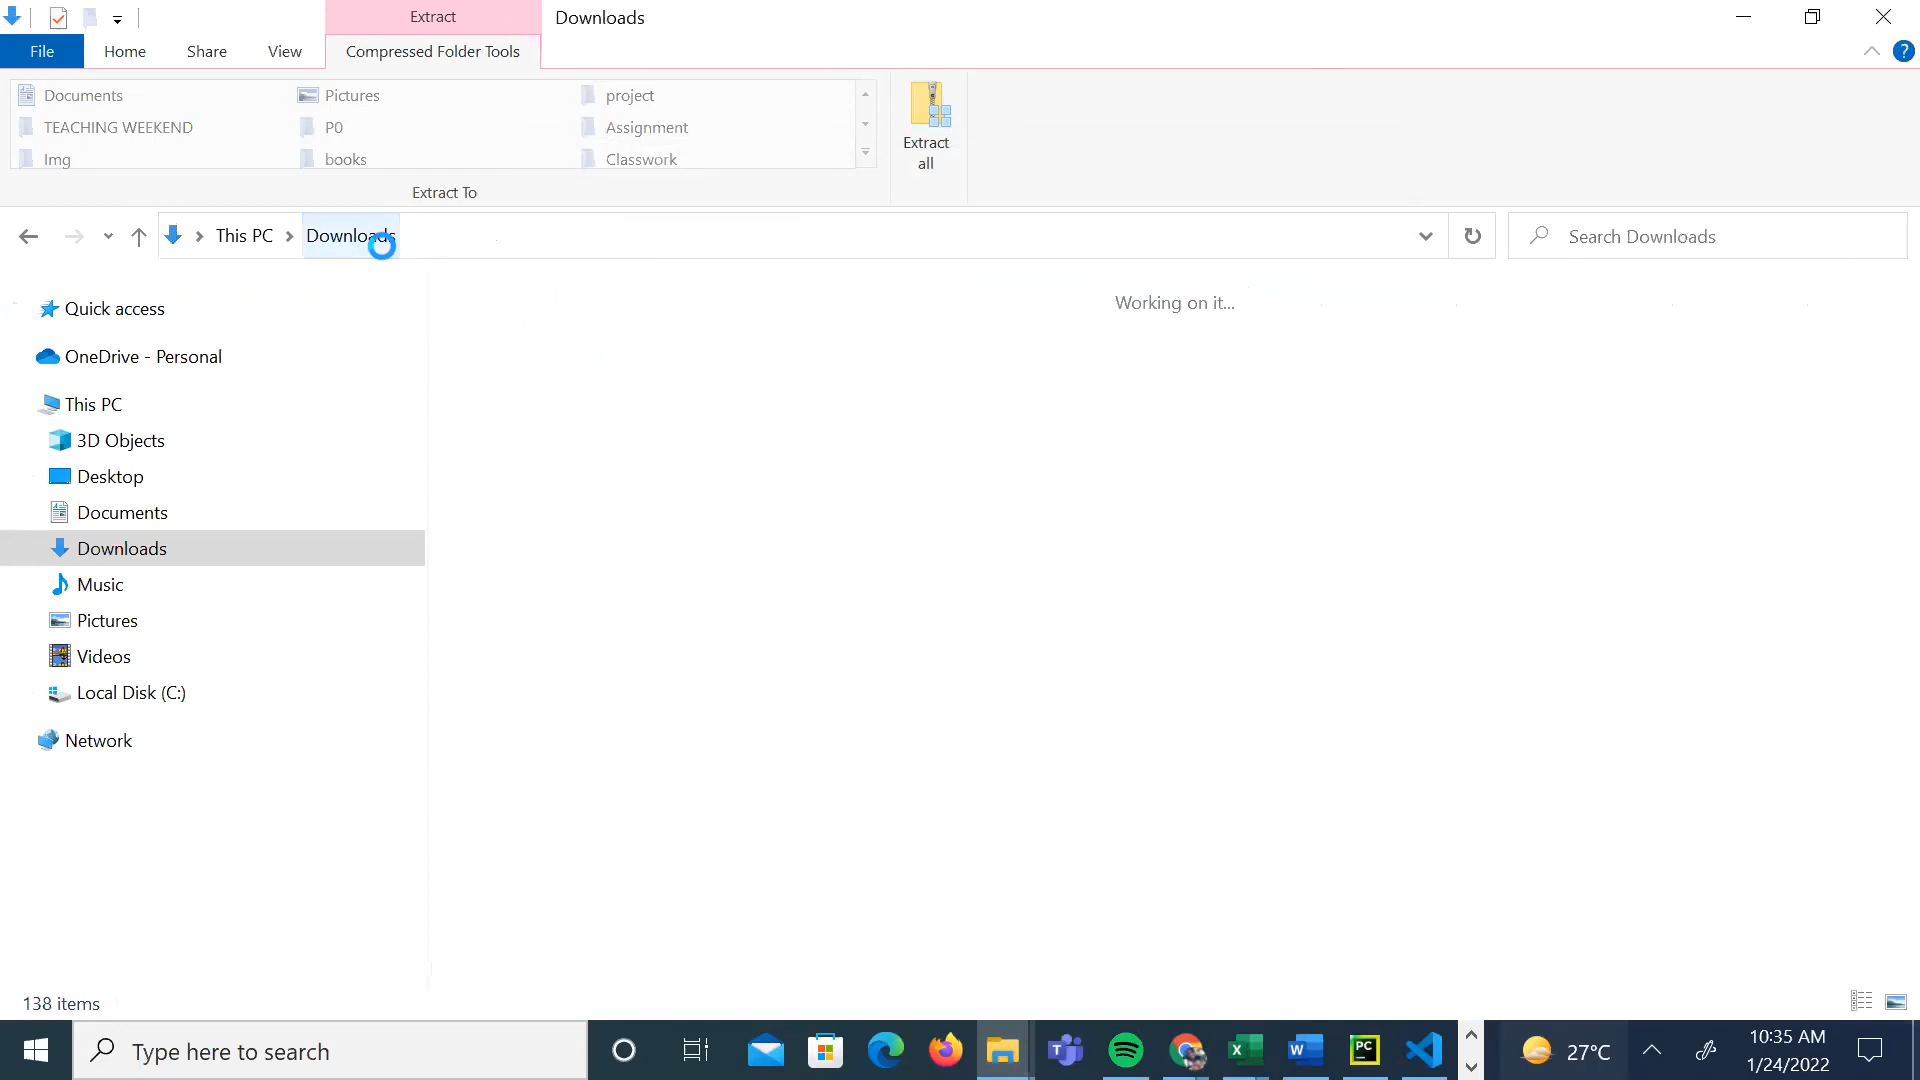 Extract
Downloads
File
Home
Share
View
Compressed Folder Tools
Documents
Pictures
project
TEACHING WEEKEND
P0
Assignment
Img
books
Classwork
Extract
all
Extract To
This PC
Downloads
Search Downloads
Working on it...
Quick access
OneDrive - Personal
This PC
3D Objects
Desktop
Documents
Downloads
Music
Pictures
Videos
Local Disk (C:)
Network
138 items
Type here to search
PC
27°C
10:35 AM
1/24/2022